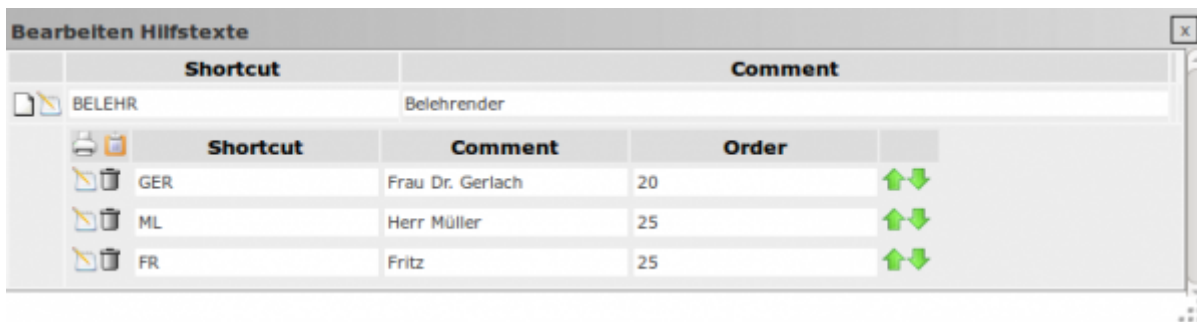 Bearbeiten Hilfstexte x
Shortcut Comment
BELEHR Belehrender
Shortcut Comment Order
GER Frau Dr. Gerlach 20
ML Herr Müller 25
FR Fritz 25